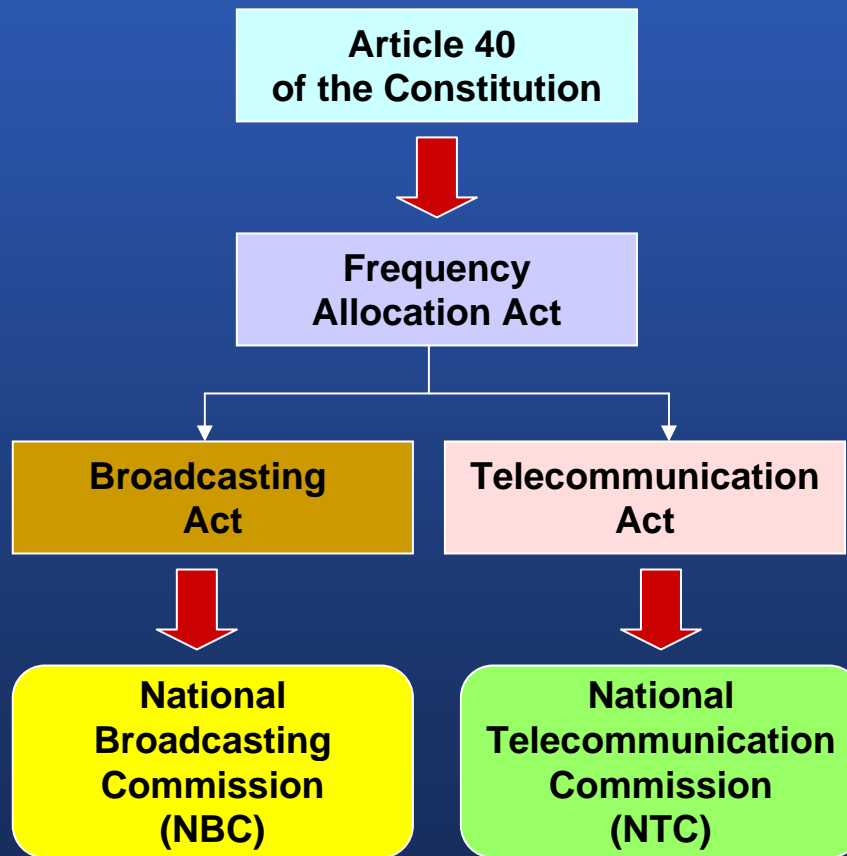 Article 40
of the Constitution
Frequency
Allocation Act
Broadcasting
Act
Telecommunication
Act
National
Broadcasting
Commission
(NBC)
National
Telecommunication
Commission
(NTC)